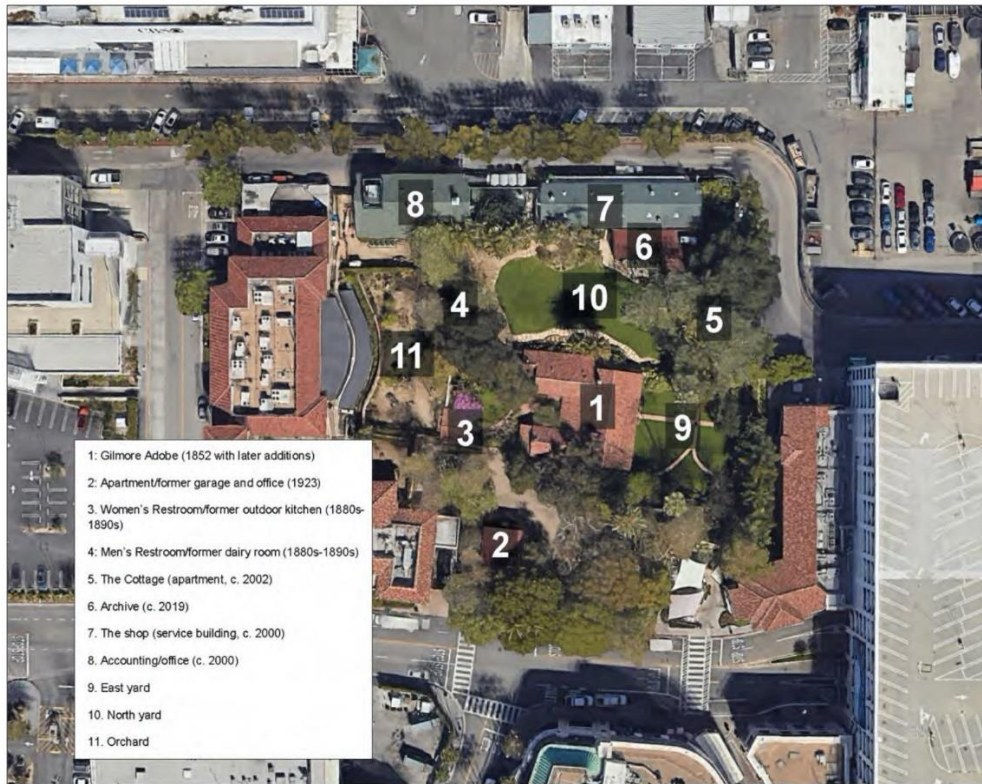 8
7
6
4
10
5
11
1
3
9
2
1: Gilmore Adobe (1852 with later additions)
2: Apartment/former garage and office (1923)
3. Women's Restroom/former outdoor kitchen (1880s-
1890s)
4: Men's Restroom/former dairy room (1880s-1890s)
5. The Cottage (apartment, c. 2002)
6. Archive (c. 2019)
7. The shop (service building, c. 2000)
8. Accounting/office (c. 2000)
9. East yard
10. North yard
11. Orchard